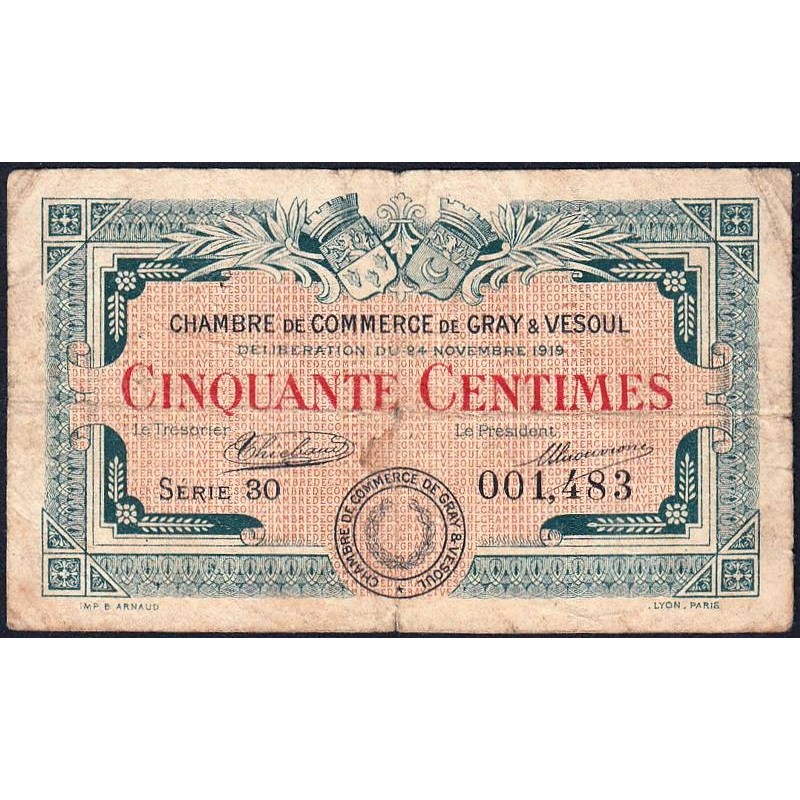 CHAMBRE DE COMMERCE DE GRAY & VESOUL
DÉLIBÉRATION DU 24 NOVEMBRE 1919
CINQUANTE CENTIMES
Le Trésorier
Le Président
SÉRIE 30
001,483
CHAMBRE DE COMMERCE DE GRAY & VESOUL
IMP. B. ARNAUD
LYON - PARIS